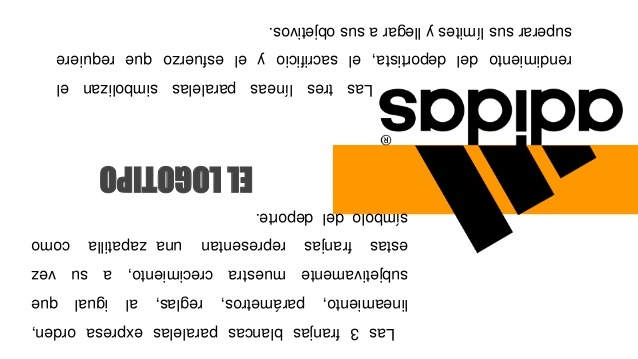 Las 3 franjas blancas paralelas expresa orden,
lineamiento, parámetros, reglas, al igual que
subjetivamente muestra crecimiento, a su vez
estas franjas representan una zapatilla como
símbolo del deporte.
EL LOGOTIPO
adidas®
Las tres líneas paralelas simbolizan el
rendimiento del deportista, el sacrificio y el esfuerzo que requiere
superar sus límites y llegar a sus objetivos.